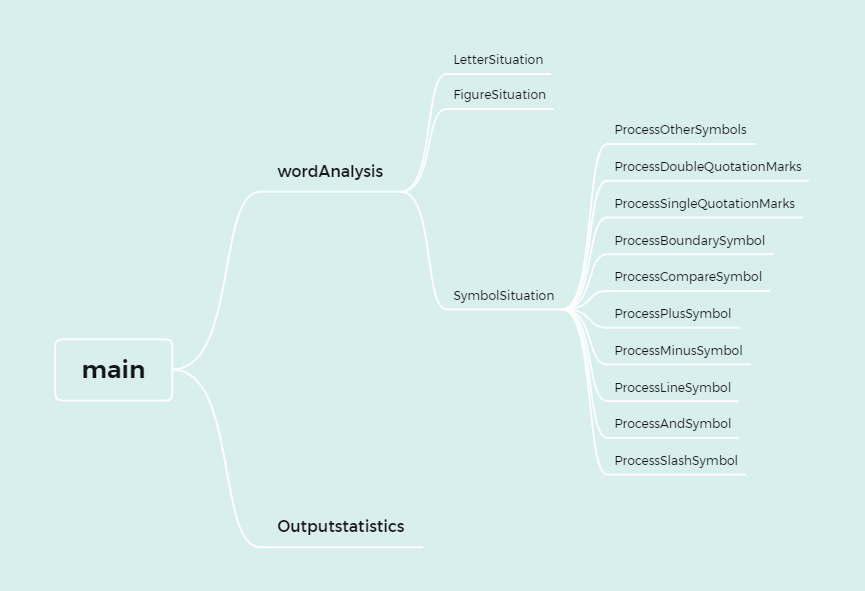 main
wordAnalysis
LetterSituation
FigureSituation
SymbolSituation
ProcessOtherSymbols
ProcessDoubleQuotationMarks
ProcessSingleQuotationMarks
ProcessBoundarySymbol
ProcessCompareSymbol
ProcessPlusSymbol
ProcessMinusSymbol
ProcessLineSymbol
ProcessAndSymbol
ProcessSlashSymbol
Outputstatistics